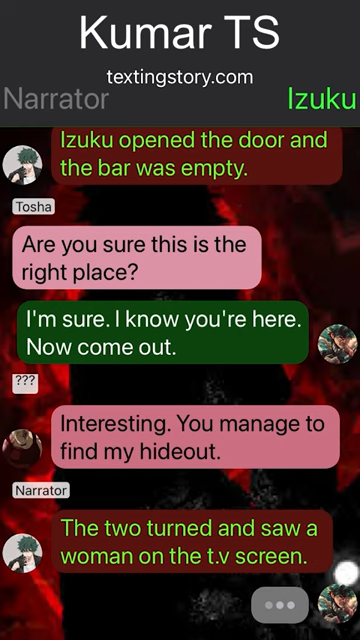 Kumar TS
textingstory.com
Narrator Izuku
Izuku opened the door and
the bar was empty.
Tosha
Are you sure this is the
right place?
I'm sure. I know you're here.
Now come out.
???
Interesting. You manage to
find my hideout.
Narrator
The two turned and saw a
woman on the t.v screen.